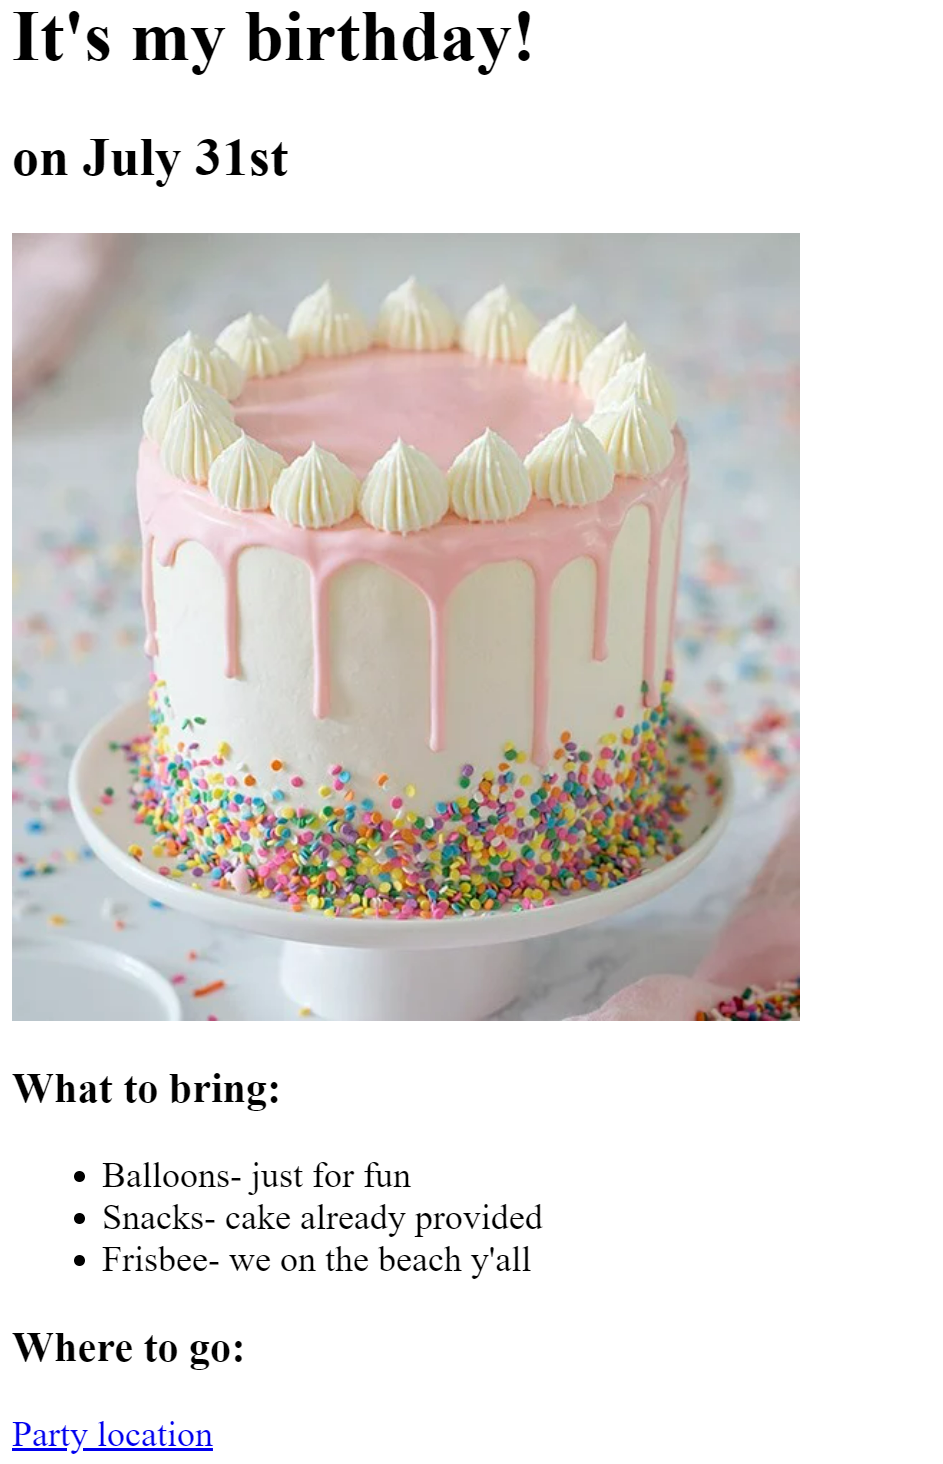 It's my birthday!
on July 31st
What to bring:
Balloons- just for fun
Snacks- cake already provided
Frisbee- we on the beach y'all
Where to go:
Party location